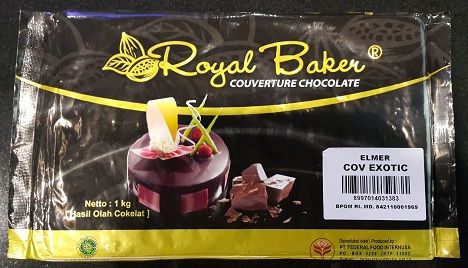 Royal Baker®
COUVERTURE CHOCOLATE
ELMER
COV EXOTIC
8997014031383
BPOM RI. MD. 842110001969
Netto : 1 kg
[Hasil Olah Cokelat]
Diproduksi oleh / Produced by :
PT. FEDERAL FOOD INTERNUSA